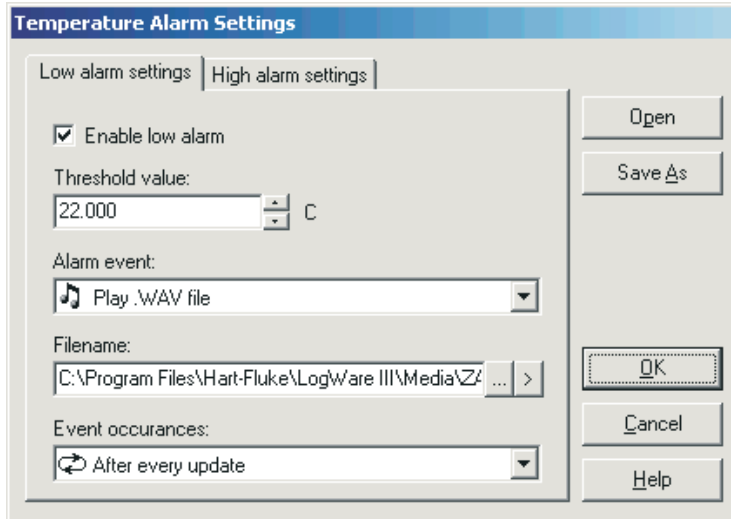 Temperature Alarm Settings
Low alarm settings
High alarm settings
Enable low alarm
Threshold value:
22.000
C
Alarm event:
Play .WAV file
Filename:
C:\Program Files\Hart-Fluke\LogWare III\Media\ZA
...
>
Event occurances:
After every update
Open
Save As
OK
Cancel
Help